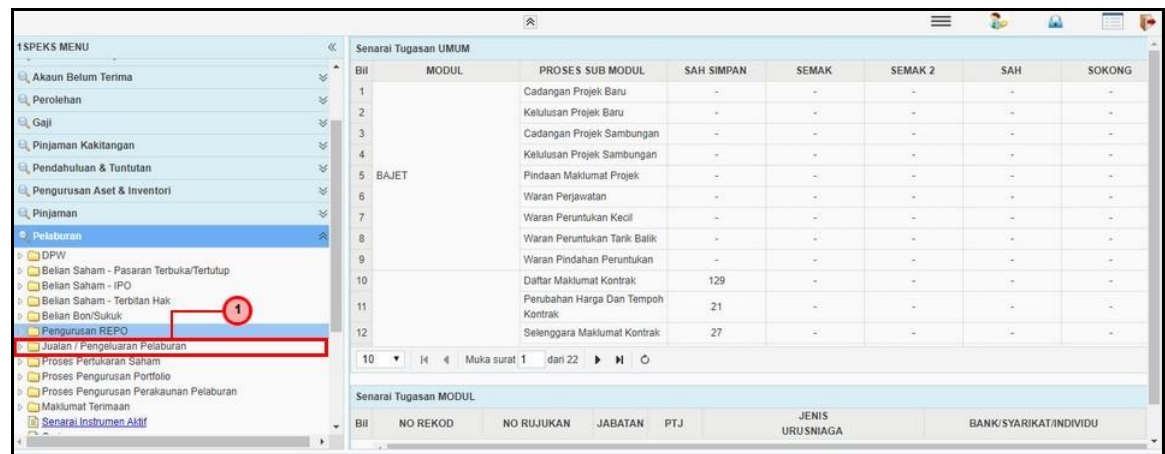 1SPEKS MENU
Akaun Belum Terima
Perolehan
Gaji
Pinjaman Kakitangan
Pendahuluan & Tuntutan
Pengurusan Aset & Inventori
Pinjaman
Pelaburan
DPW
Belian Saham - Pasaran Terbuka/Tertutup
Belian Saham - IPO
Belian Saham - Terbitan Hak
Belian Bon/Sukuk
Pengurusan REPO
Jualan / Pengeluaran Pelaburan
Proses Pertukaran Saham
Proses Pengurusan Portfolio
Proses Pengurusan Perakaunan Pelaburan
Maklumat Terimaan
Senarai Instrumen Aktif
1
Senarai Tugasan UMUM
Bil MODUL PROSES SUB MODUL SAH SIMPAN SEMAK SEMAK 2 SAH SOKONG
1 Cadangan Projek Baru - - - - -
2 Kelulusan Projek Baru - - - - -
3 Cadangan Projek Sambungan - - - - -
4 Kelulusan Projek Sambungan - - - - -
5 BAJET Pindaan Maklumat Projek - - - - -
6 Waran Perjawatan - - - - -
7 Waran Peruntukan Kecil - - - - -
8 Waran Peruntukan Tarik Balik - - - - -
9 Waran Pindahan Peruntukan - - - - -
10 Daftar Maklumat Kontrak 129 - - - -
11 Perubahan Harga Dan Tempoh Kontrak 21 - - - -
12 Selenggara Maklumat Kontrak 27 - - - -
10 Muka surat 1 dari 22
Senarai Tugasan MODUL
Bil NO REKOD NO RUJUKAN JABATAN PTJ JENIS URUSNIAGA BANK/SYARIKAT/INDIVIDU